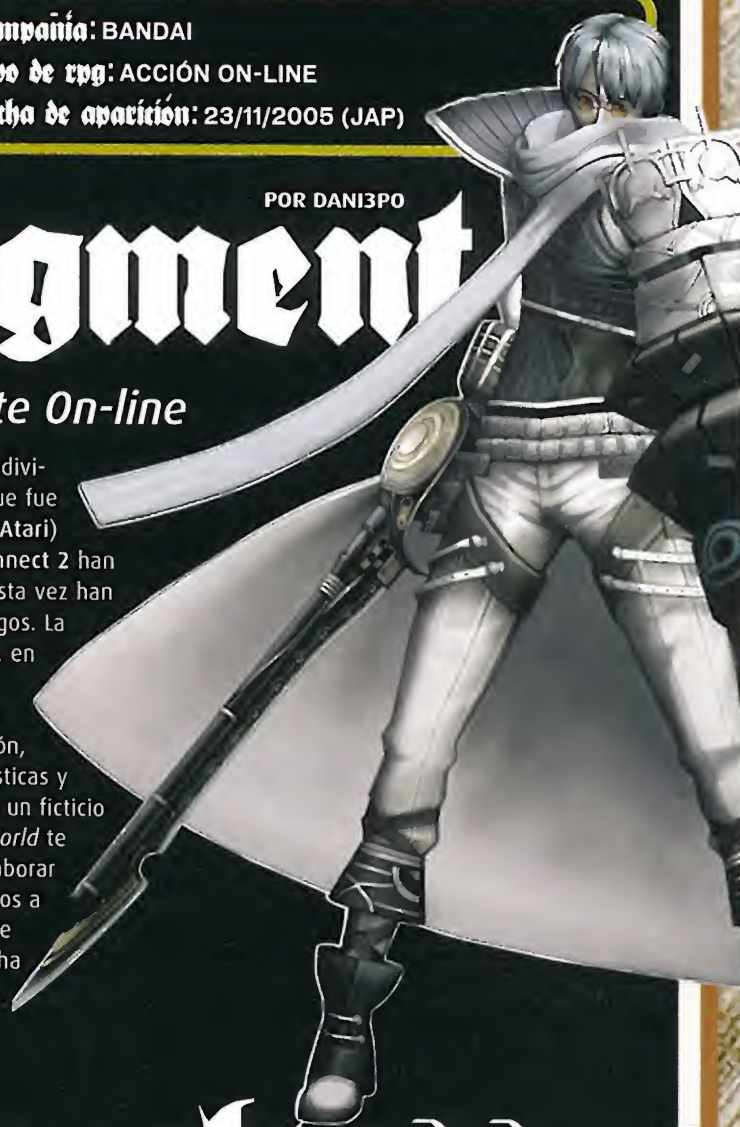 mpañía: BANDAI
po de rpg: ACCIÓN ON-LINE
cha de aparición: 23/11/2005 (JAP)
POR DANI3PO
gment
te On-line
divi-
ue fue
Atari)
nnect 2 han
sta vez han
gos. La
en
ón,
sticas y
un ficticio
orld te
aborar
os a
e
ha